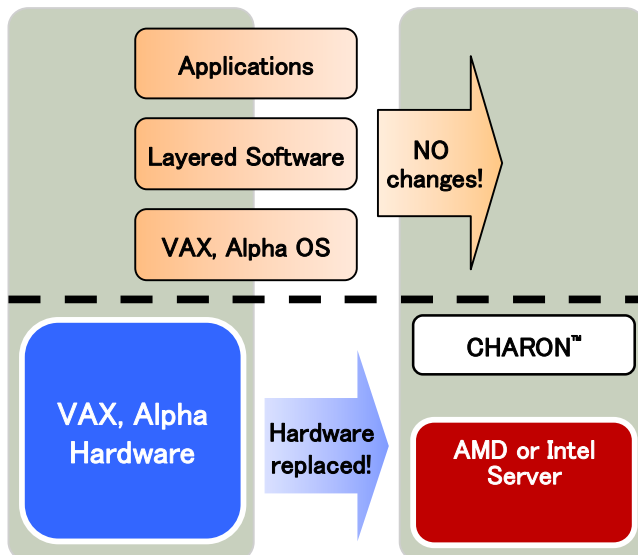 Applications
Layered Software
VAX, Alpha OS
NO
changes!
VAX, Alpha
Hardware
Hardware
replaced!
CHARON™
AMD or Intel
Server